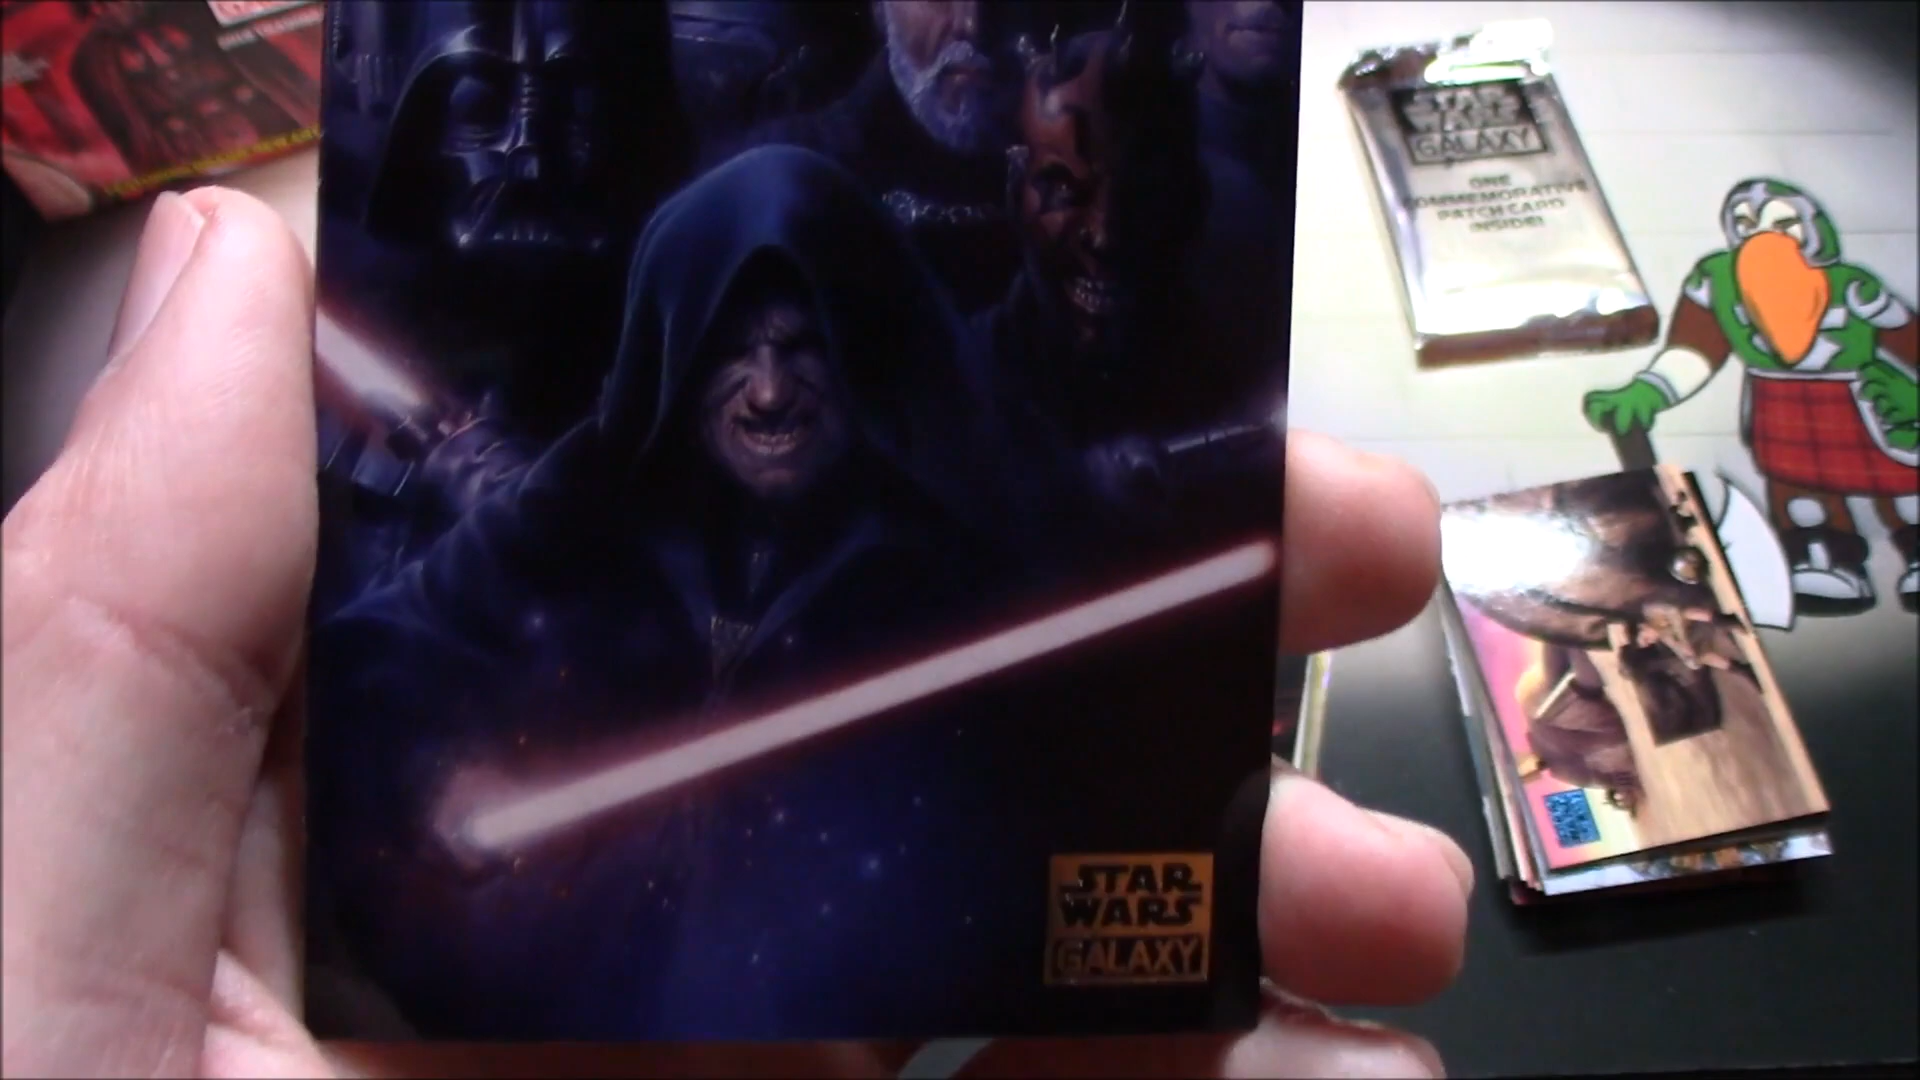 STAR
WARS
GALAXY
ONE
COMMEMORATIVE
PATCH CARD
INSIDE!
STAR
WARS
GALAXY